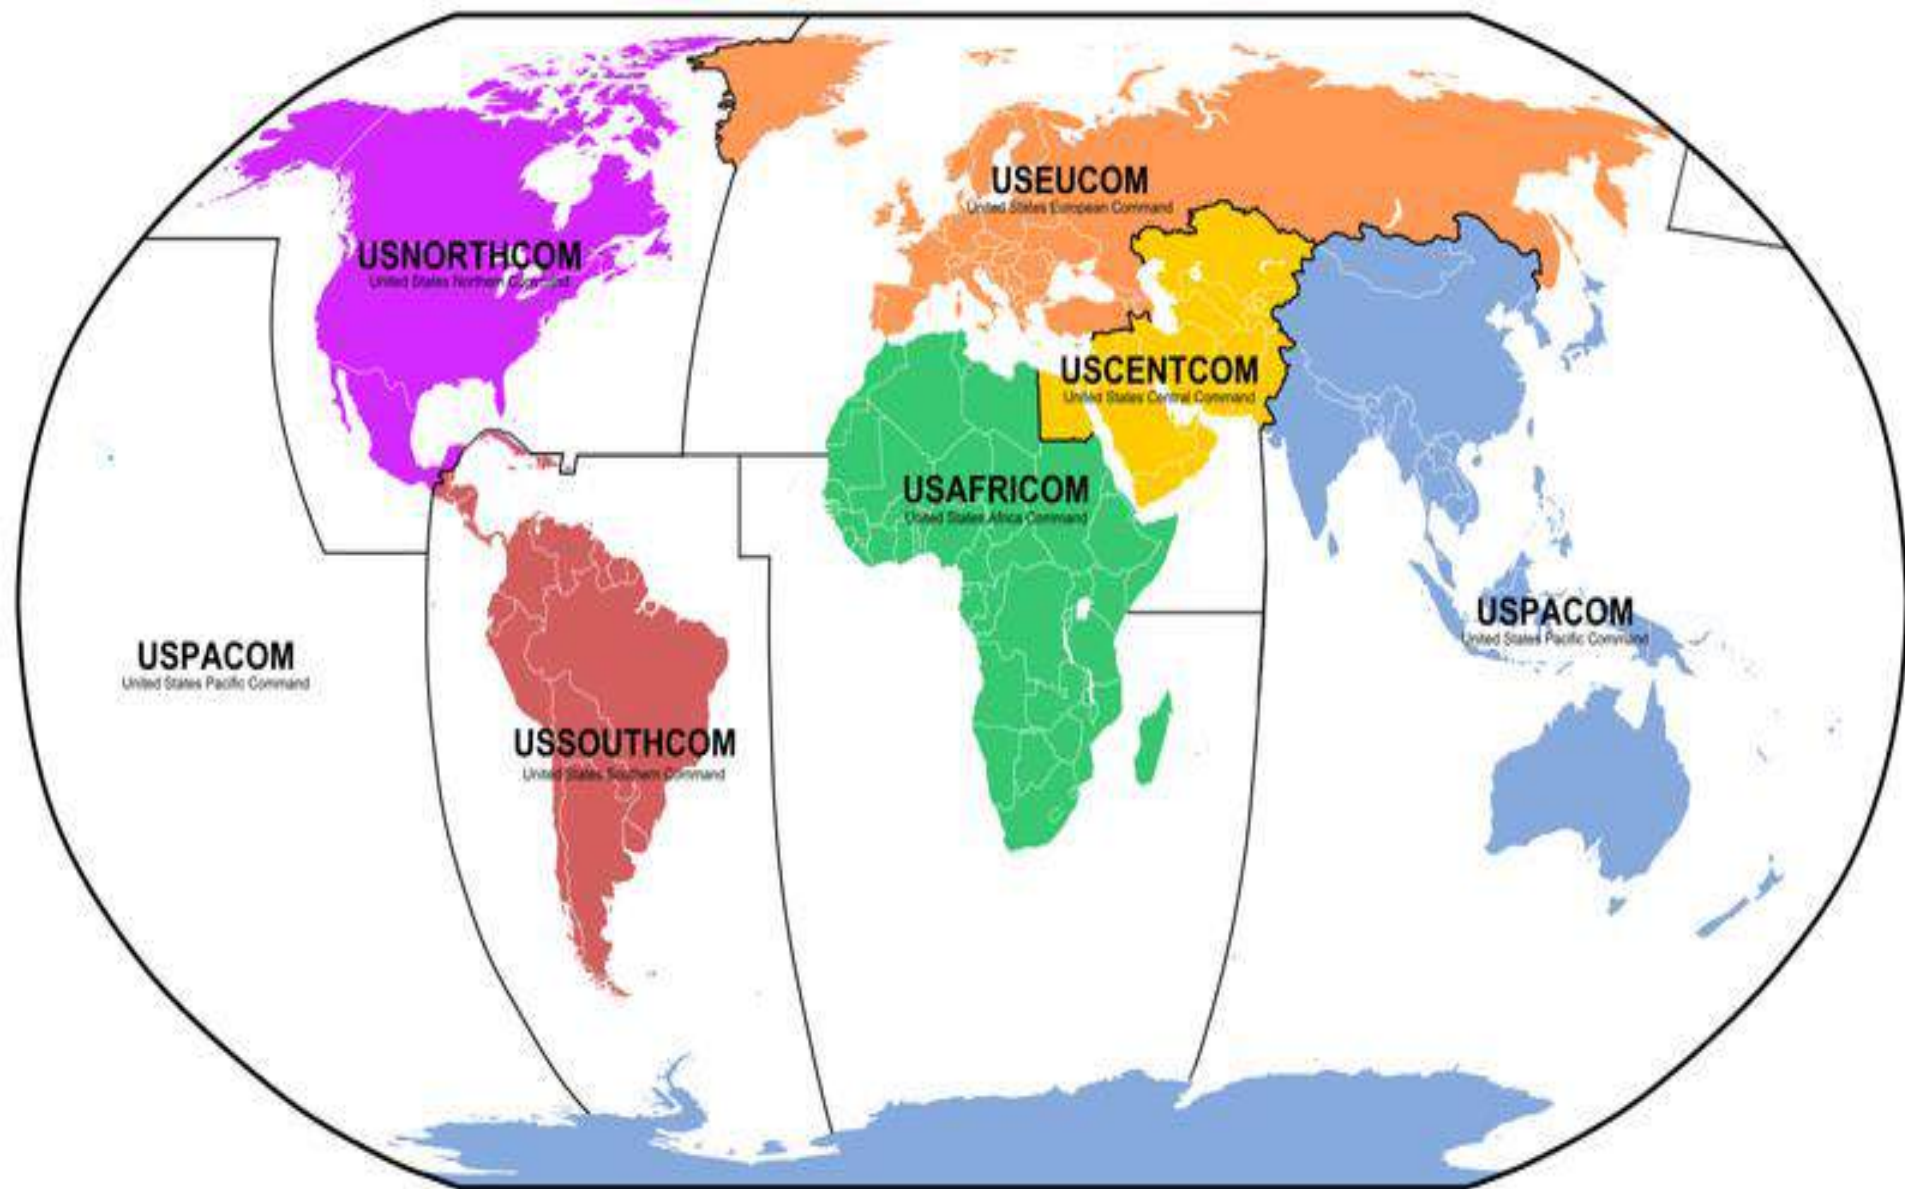 USEUCOM
United States European Command
USNORTHCOM
United States Northern Command
USCENTCOM
United States Central Command
USAFRICOM
United States Africa Command
USPACOM
United States Pacific Command
USPACOM
United States Pacific Command
USSOUTHCOM
United States Southern Command